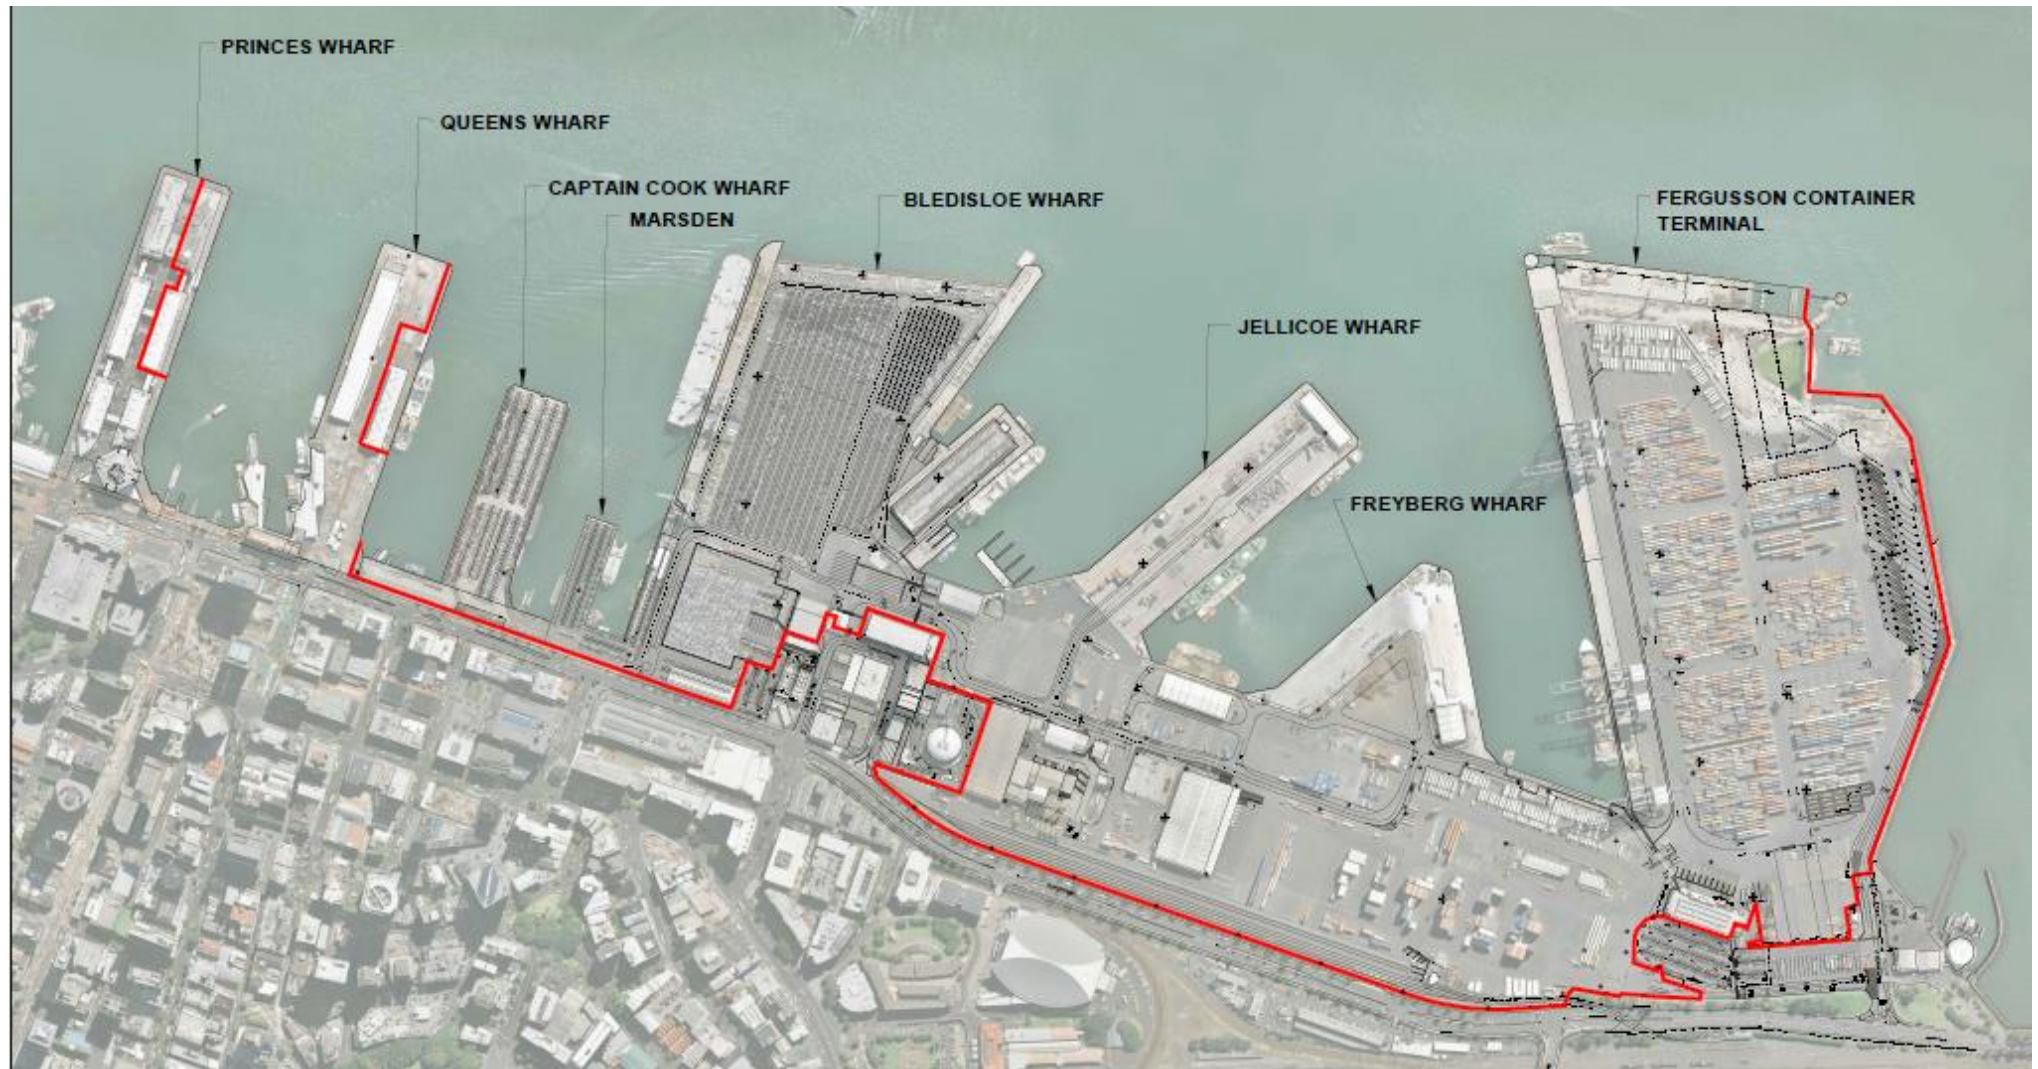 PRINCES WHARF
QUEENS WHARF
CAPTAIN COOK WHARF
MARSDEN
BLEDISLOE WHARF
FERGUSSON CONTAINER
TERMINAL
JELLICOE WHARF
FREYBERG WHARF